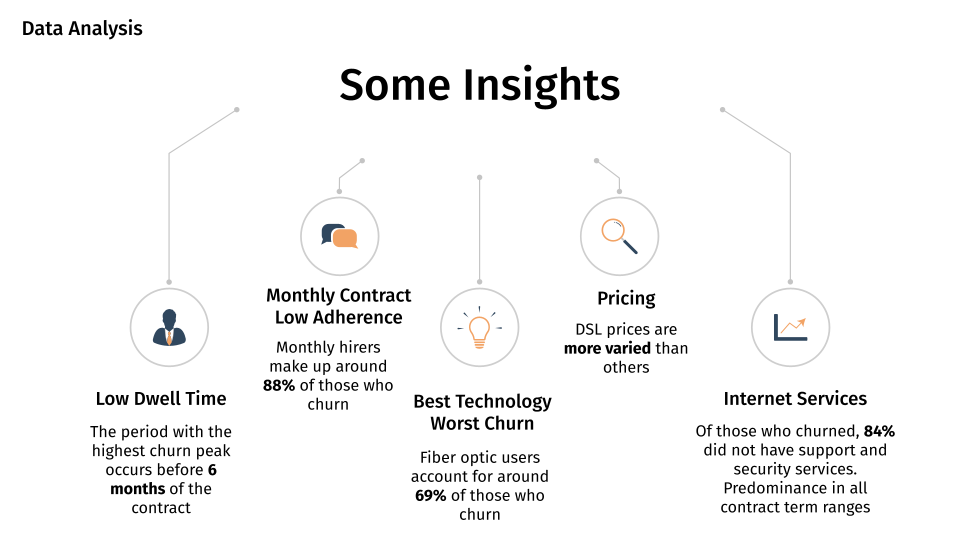 Data Analysis
Some Insights
Low Dwell Time
The period with the
highest churn peak
occurs before 6
months of the
contract
Monthly Contract
Low Adherence
Monthly hirers
make up around
88% of those who
churn
Best Technology
Worst Churn
Fiber optic users
account for around
69% of those who
churn
Pricing
DSL prices are
more varied than
others
Internet Services
Of those who churned, 84%
did not have support and
security services.
Predominance in all
contract term ranges